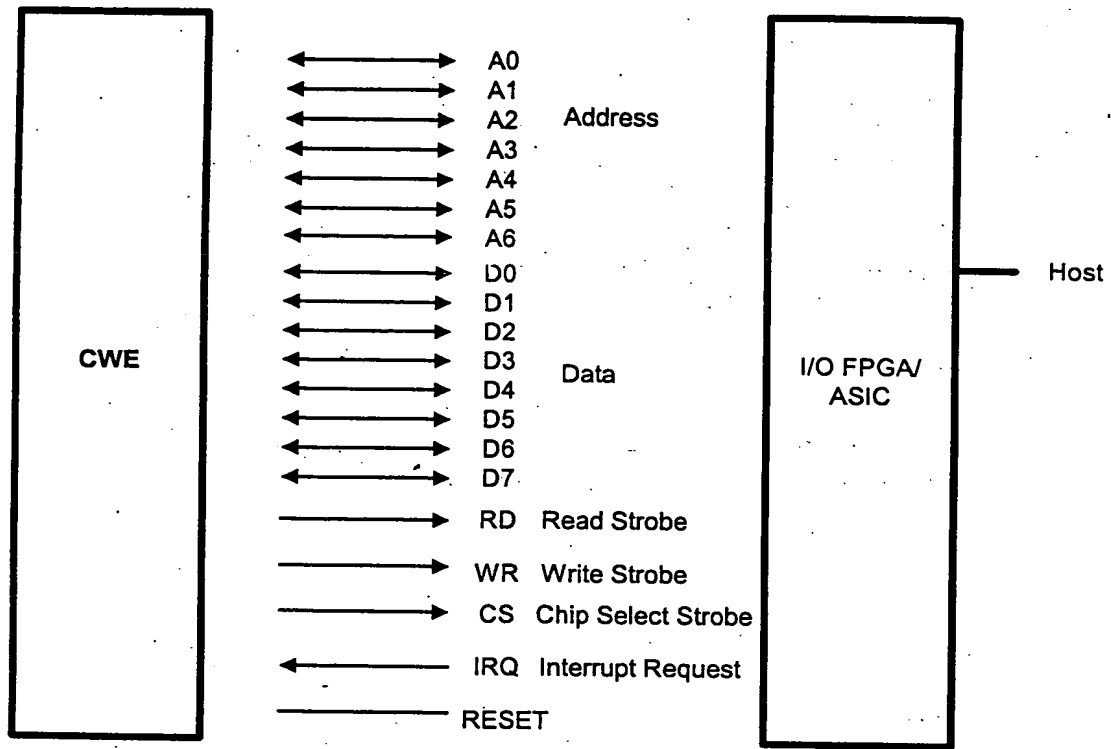 A0
A1
A2 Address
A3
A4
A5
A6
D0
Host
D1
D2
CWE
D3
Data
I/O FPGA/
ASIC
D4
D5
D6
D7
RD Read Strobe
WR Write Strobe
CS Chip Select Strobe
IRQ Interrupt Request
RESET